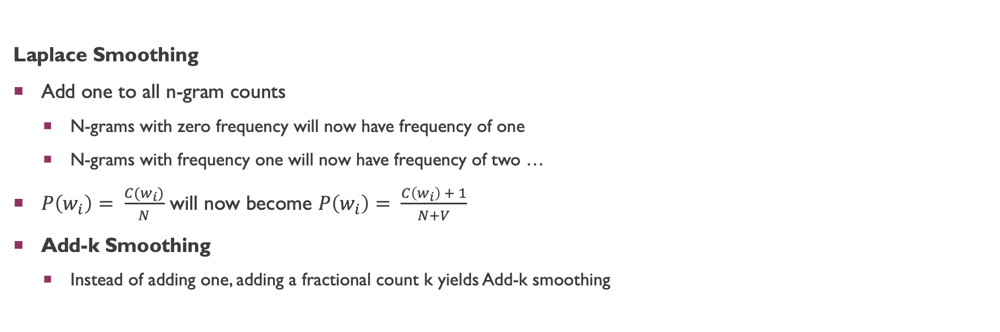 Laplace Smoothing
▪ Add one to all n-gram counts
▪ N-grams with zero frequency will now have frequency of one
▪ N-grams with frequency one will now have frequency of two …
▪ P(w_i) = C(w_i)/N will now become P(w_i) = (C(w_i) + 1)/(N+V)
▪ Add-k Smoothing
▪ Instead of adding one, adding a fractional count k yields Add-k smoothing